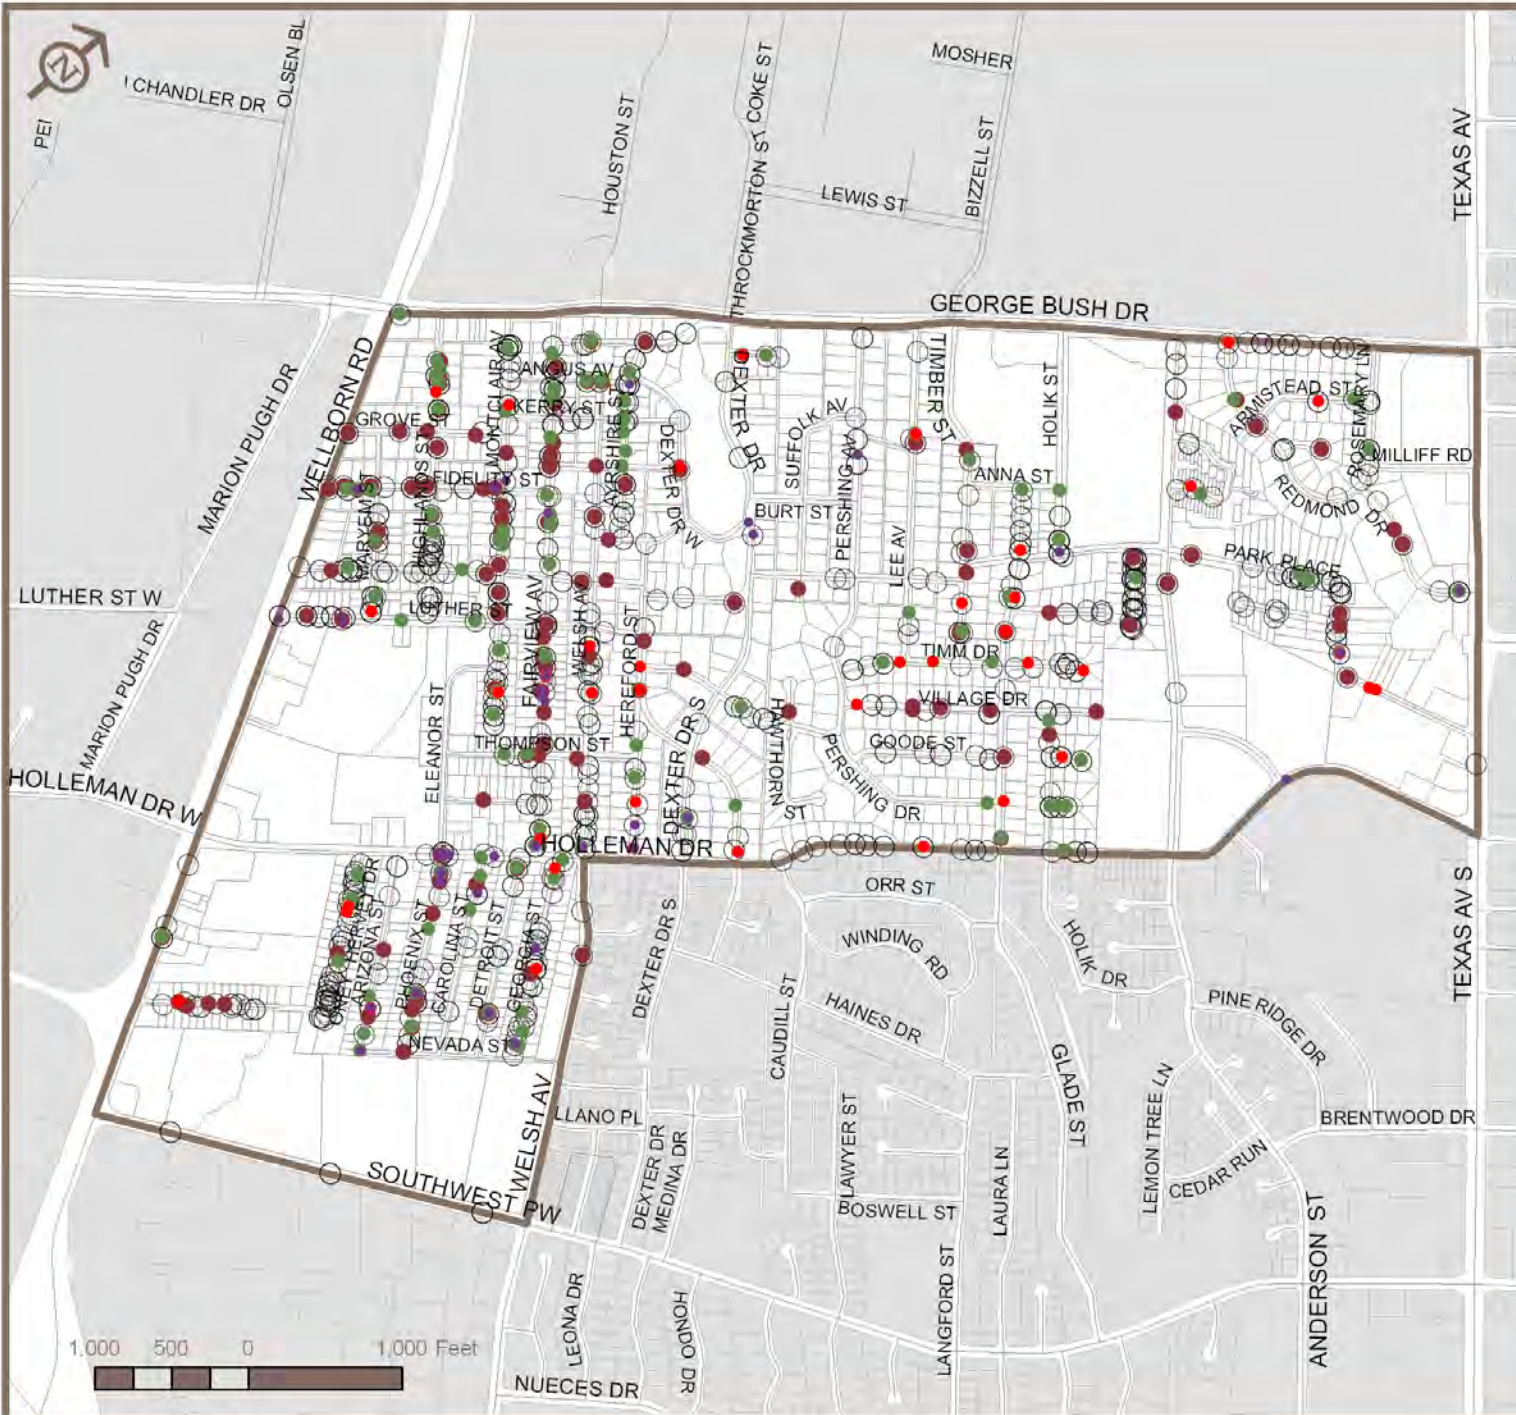 N
CHANDLER DR
OLSEN BL
PEI
HOUSTON ST
COKE ST
THROCKMORTON ST
MOSHER
LEWIS ST
BIZZELL ST
TEXAS AV
GEORGE BUSH DR
MARION PUGH DR
WELLBORN RD
MONTCLAIR AV
ANGUS AV
KERRY ST
GROVE ST
AYRSHIRE ST
DEXTER DR
DEXTER DR W
SUFFOLK AV
PERSHING AV
TIMBER ST
HOLIK ST
ARMISTEAD ST
ROSEMARY LN
MILLIFF RD
REDMOND DR
ANNA ST
BURT ST
LEE AV
PARK PLACE
HIGHLANDS ST
LUTHER ST W
LUTHER ST
MARION PUGH DR
FAIRVIEW AV
WELSH AV
HEREFORD ST
ELEANOR ST
THOMPSON ST
DEXTER DR S
HAWTHORN ST
TIMM DR
VILLAGE DR
GOODE ST
PERSHING DR
HOLLEMAN DR W
HOLLEMAN DR
ORR ST
WINDING RD
HAINES DR
HOLIK DR
PINE RIDGE DR
TEXAS AV S
ARIZONA ST
PHOENIX ST
CAROLINA ST
DETROIT ST
GEORGIA ST
NEVADA ST
DEXTER DR S
CAUDILL ST
GLADE ST
LEMON TREE LN
BRENTWOOD DR
CEDAR RUN
LLANO PL
WELSH AV
SOUTHWEST PW
DEXTER DR
MEDINA DR
LAWYER ST
BOSWELL ST
LAURA LN
LANGFORD ST
ANDERSON ST
LEONA DR
HONDO DR
NUECES DR
1,000 500 0 1,000 Feet